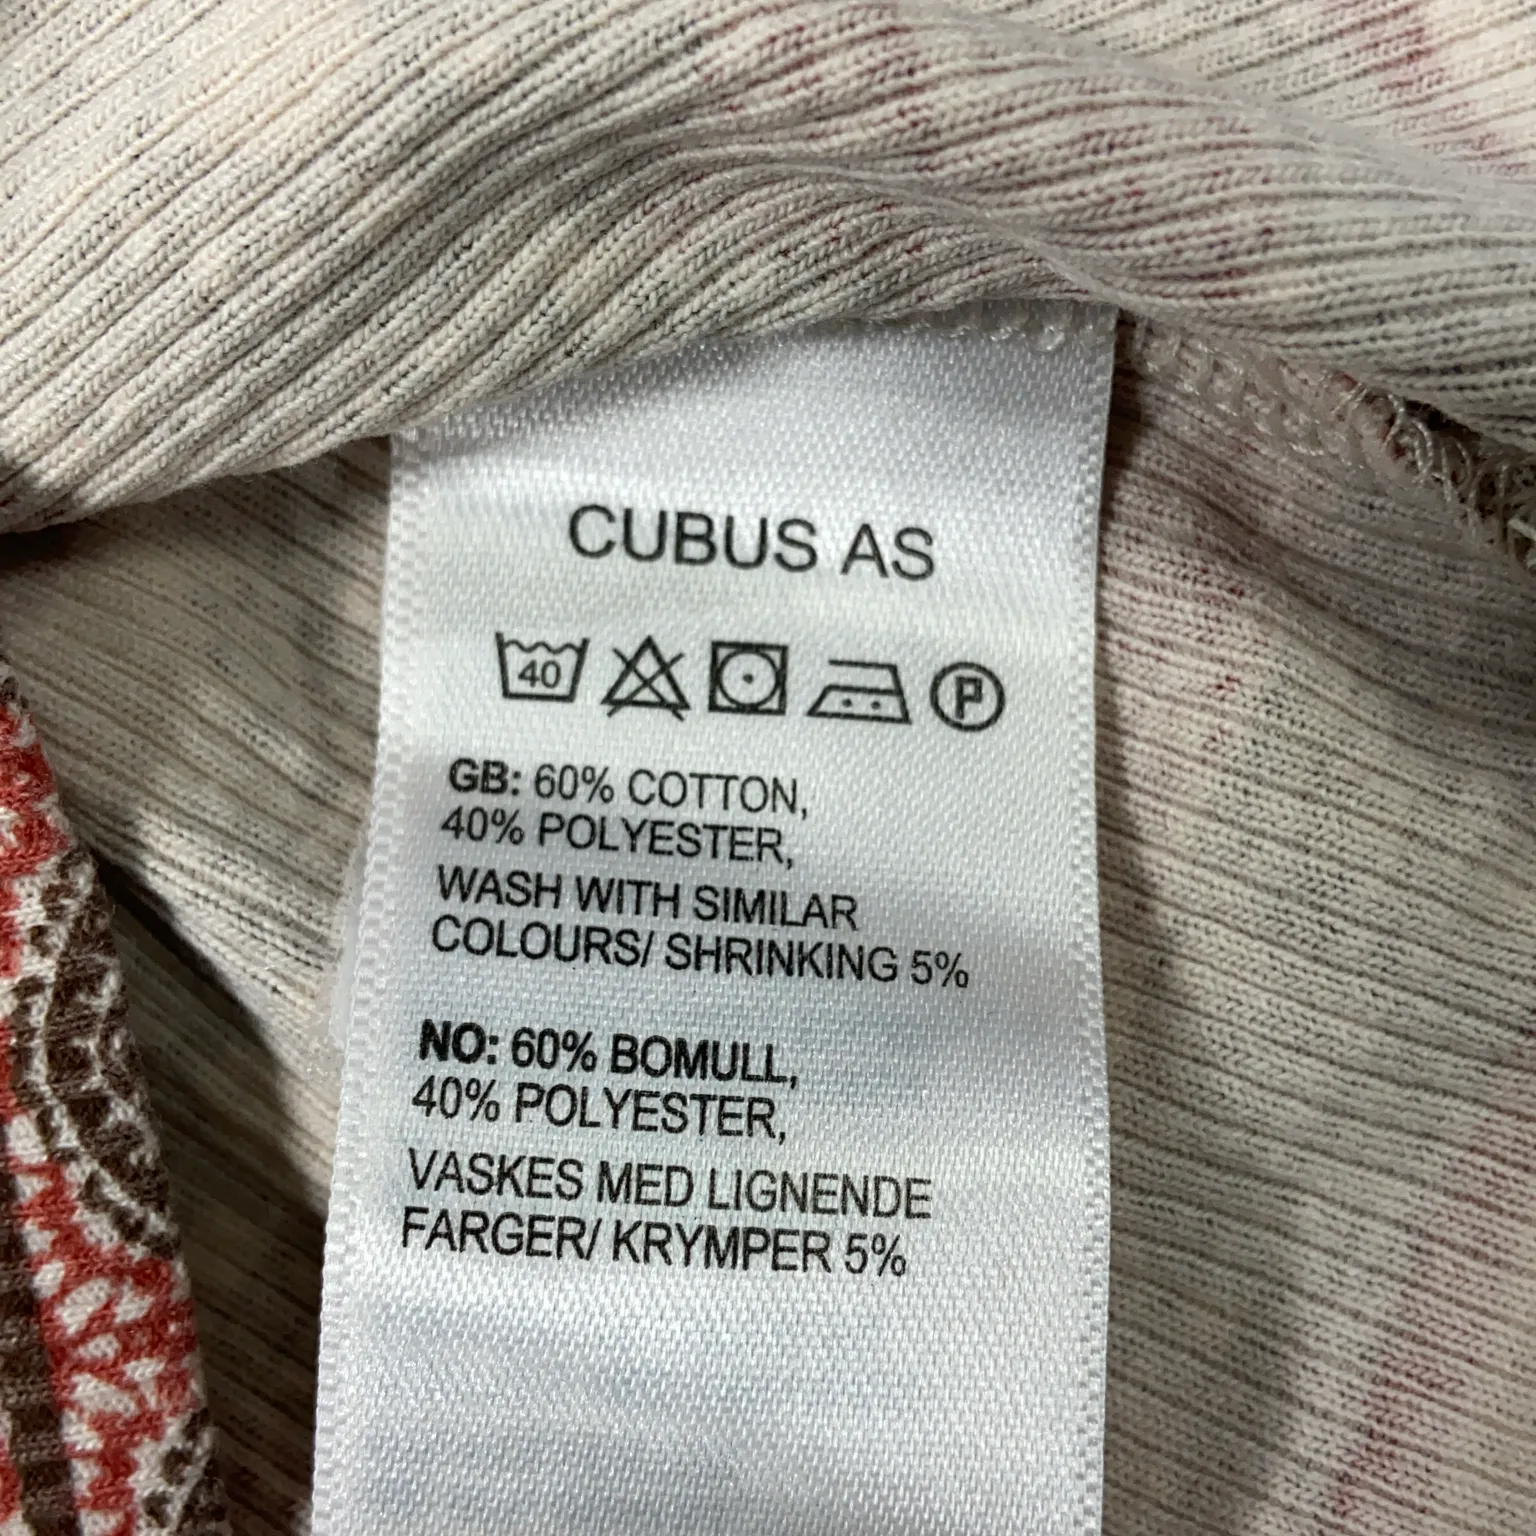 CUBUS AS
40 P
GB: 60% COTTON,
40% POLYESTER,
WASH WITH SIMILAR
COLOURS/ SHRINKING 5%
NO: 60% BOMULL,
40% POLYESTER,
VASKES MED LIGNENDE
FARGER/ KRYMPER 5%